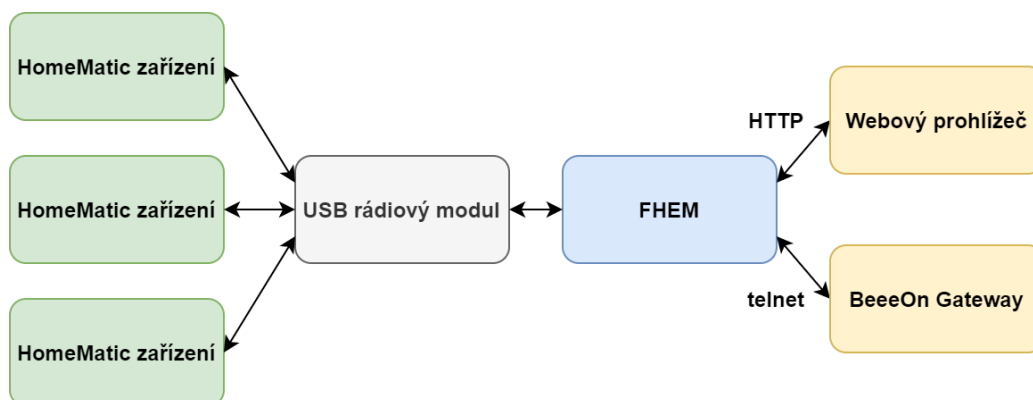 HomeMatic zařízení
HomeMatic zařízení
HomeMatic zařízení
USB rádiový modul
FHEM
HTTP
Webový prohlížeč
telnet
BeeeOn Gateway